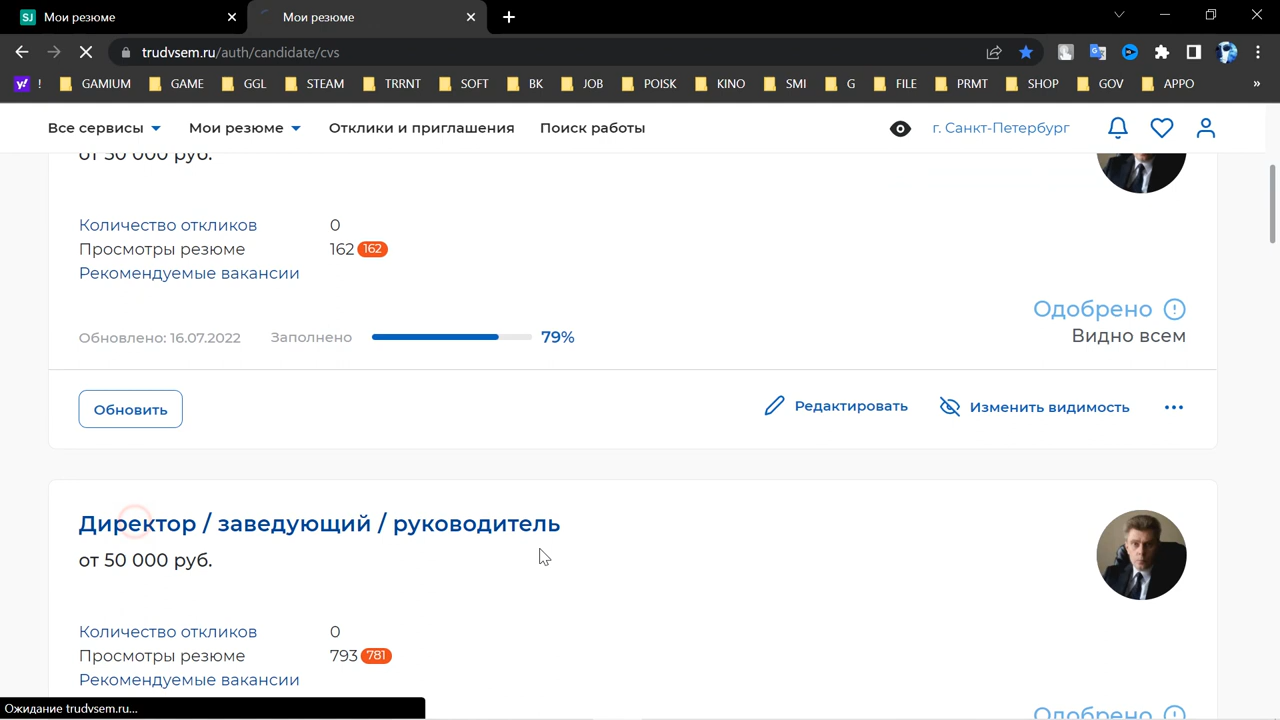 SJ Мои резюме
Мои резюме
trudvsem.ru/auth/candidate/cvs
y! ! GAMIUM GAME GGL STEAM TRRNT SOFT BK JOB POISK KINO SMI G FILE PRMT SHOP GOV APPO »
Все сервисы Мои резюме Отклики и приглашения Поиск работы г. Санкт-Петербург
от 50 000 руб.
Количество откликов 0
Просмотры резюме 162 162
Рекомендуемые вакансии
Одобрено
Видно всем
Обновлено: 16.07.2022 Заполнено 79%
Обновить Редактировать Изменить видимость
Директор / заведующий / руководитель
от 50 000 руб.
Количество откликов 0
Просмотры резюме 793 781
Рекомендуемые вакансии
Одобрено
Ожидание trudvsem.ru...